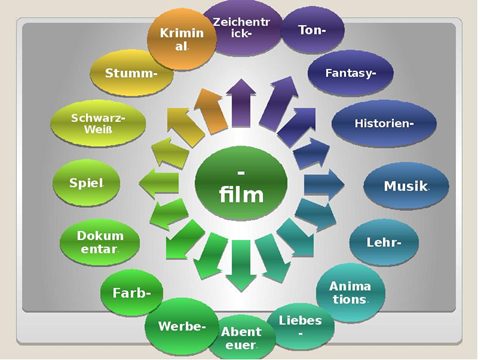 Zeichentr
ick-
Ton-
Fantasy-
Historien-
Musik
Lehr-
Anima
tions-
Liebes
-
Abent
euer-
Werbe-
Farb-
Dokum
entar-
Spiel-
Schwarz-
Weiß
Stumm-
Krimin
al
-
film